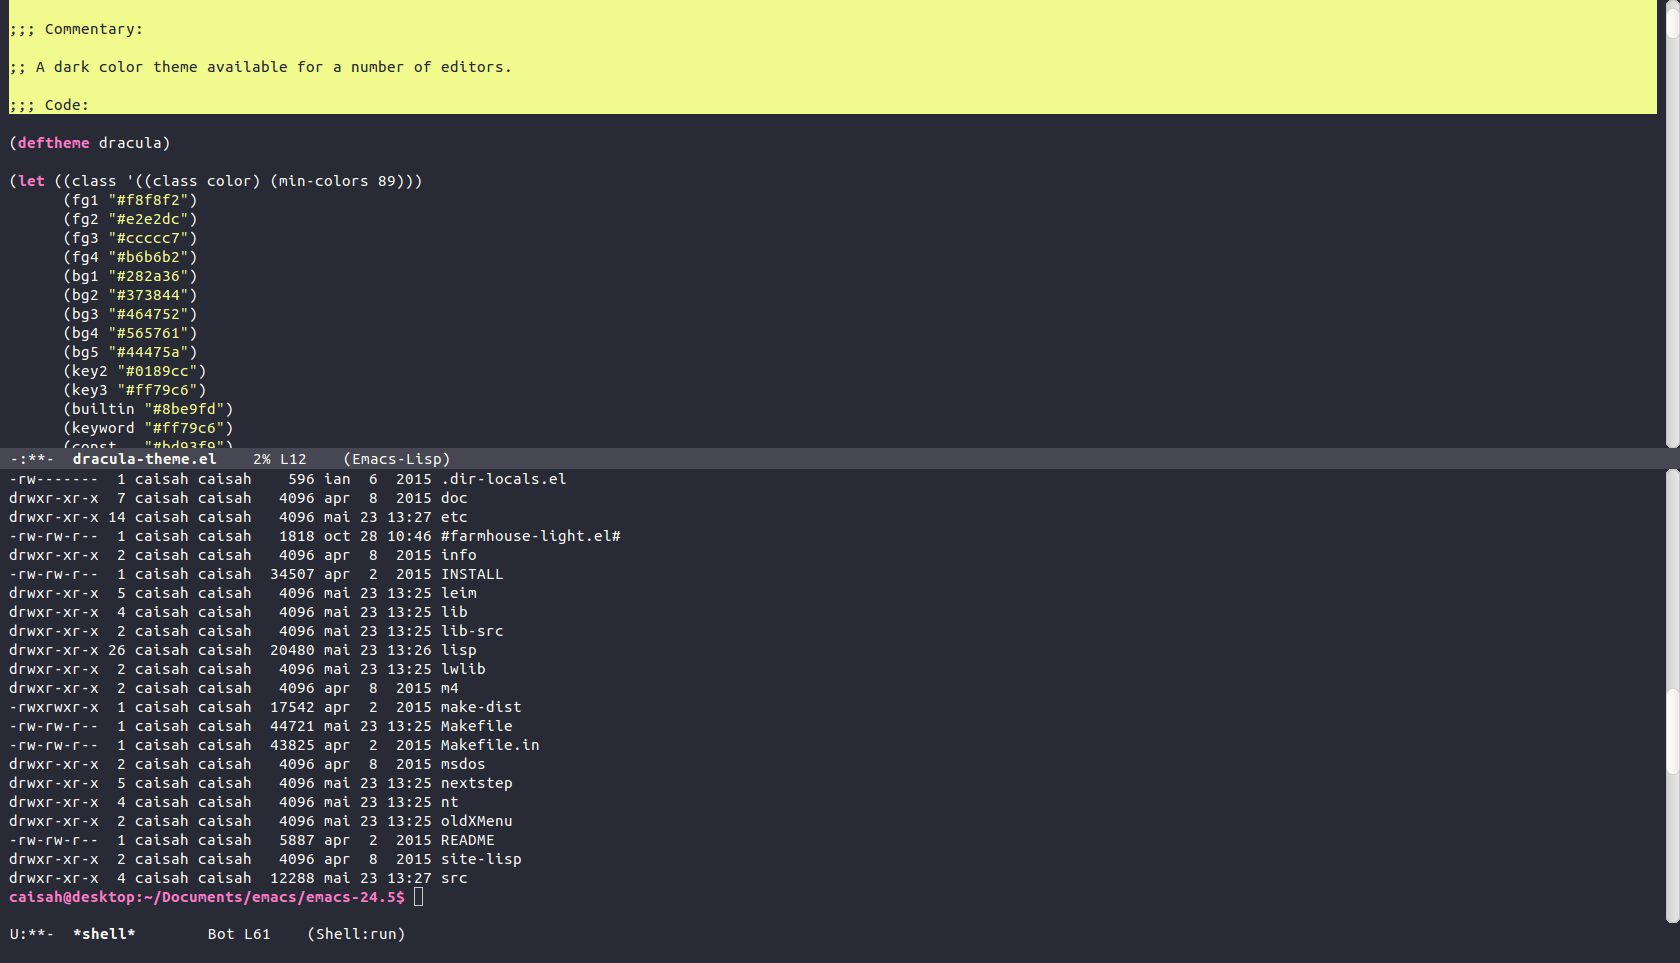 ;;; Commentary:
;; A dark color theme available for a number of editors.
;;; Code:
(deftheme dracula)
(let ((class '((class color) (min-colors 89)))
(fg1 "#f8f8f2")
(fg2 "#e2e2dc")
(fg3 "#ccccc7")
(fg4 "#b6b6b2")
(bg1 "#282a36")
(bg2 "#373844")
(bg3 "#464752")
(bg4 "#565761")
(bg5 "#44475a")
(key2 "#0189cc")
(key3 "#ff79c6")
(builtin "#8be9fd")
(keyword "#ff79c6")
(const   "#bd93f9")
-:**-  dracula-theme.el    2% L12    (Emacs-Lisp)
-rw-------  1 caisah caisah    596 ian  6  2015 .dir-locals.el
drwxr-xr-x  7 caisah caisah   4096 apr  8  2015 doc
drwxr-xr-x 14 caisah caisah   4096 mai 23 13:27 etc
-rw-rw-r--  1 caisah caisah   1818 oct 28 10:46 #farmhouse-light.el#
drwxr-xr-x  2 caisah caisah   4096 apr  8  2015 info
-rw-rw-r--  1 caisah caisah  34507 apr  2  2015 INSTALL
drwxr-xr-x  5 caisah caisah   4096 mai 23 13:25 leim
drwxr-xr-x  4 caisah caisah   4096 mai 23 13:25 lib
drwxr-xr-x  2 caisah caisah   4096 mai 23 13:25 lib-src
drwxr-xr-x 26 caisah caisah  20480 mai 23 13:26 lisp
drwxr-xr-x  2 caisah caisah   4096 mai 23 13:25 lwlib
drwxr-xr-x  2 caisah caisah   4096 apr  8  2015 m4
-rwxrwxr-x  1 caisah caisah  17542 apr  2  2015 make-dist
-rw-rw-r--  1 caisah caisah  44721 mai 23 13:25 Makefile
-rw-rw-r--  1 caisah caisah  43825 apr  2  2015 Makefile.in
drwxr-xr-x  2 caisah caisah   4096 apr  8  2015 msdos
drwxr-xr-x  5 caisah caisah   4096 mai 23 13:25 nextstep
drwxr-xr-x  4 caisah caisah   4096 mai 23 13:25 nt
drwxr-xr-x  2 caisah caisah   4096 mai 23 13:25 oldXMenu
-rw-rw-r--  1 caisah caisah   5887 apr  2  2015 README
drwxr-xr-x  2 caisah caisah   4096 apr  8  2015 site-lisp
drwxr-xr-x  4 caisah caisah  12288 mai 23 13:27 src
caisah@desktop:~/Documents/emacs/emacs-24.5$
U:**-  *shell*        Bot L61    (Shell:run)